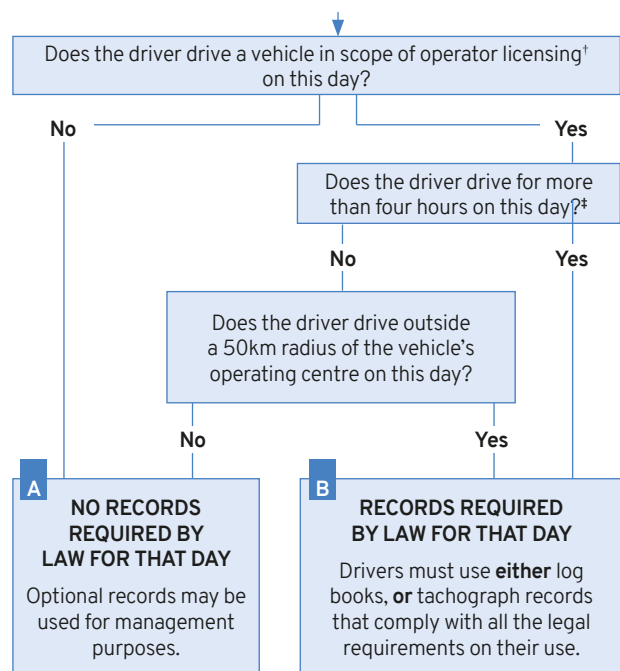 Does the driver drive a vehicle in scope of operator licensing†
on this day?
No
Yes
Does the driver drive for more
than four hours on this day?‡
No
Yes
Does the driver drive outside
a 50km radius of the vehicle’s
operating centre on this day?
No
Yes
A
NO RECORDS
REQUIRED BY
LAW FOR THAT DAY
Optional records may be
used for management
purposes.
B
RECORDS REQUIRED
BY LAW FOR THAT DAY
Drivers must use either log
books, or tachograph records
that comply with all the legal
requirements on their use.